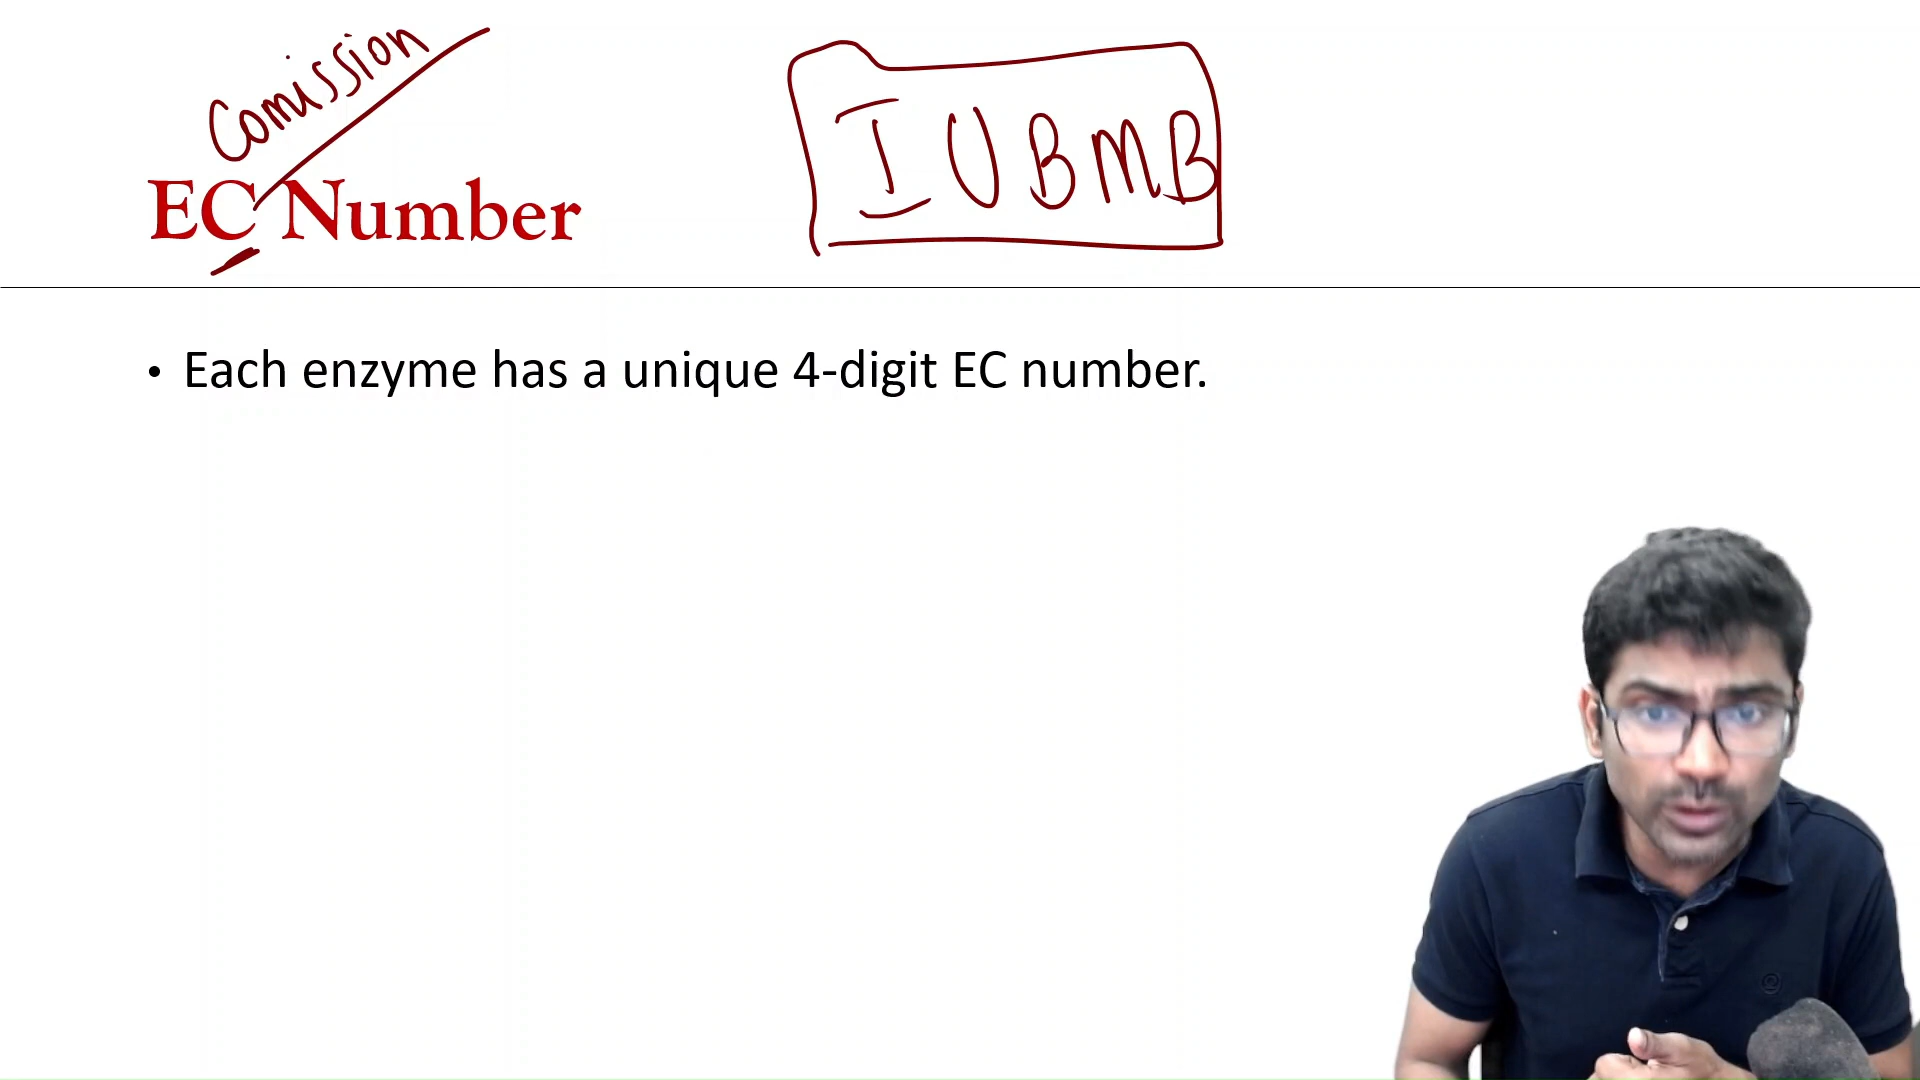 Comission
EC Number
IUBMB
• Each enzyme has a unique 4-digit EC number.